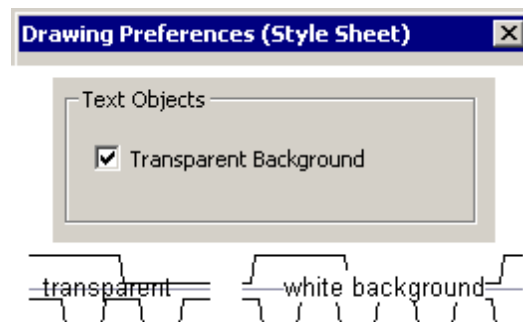 Drawing Preferences (Style Sheet)
Text Objects
Transparent Background
transparent white background